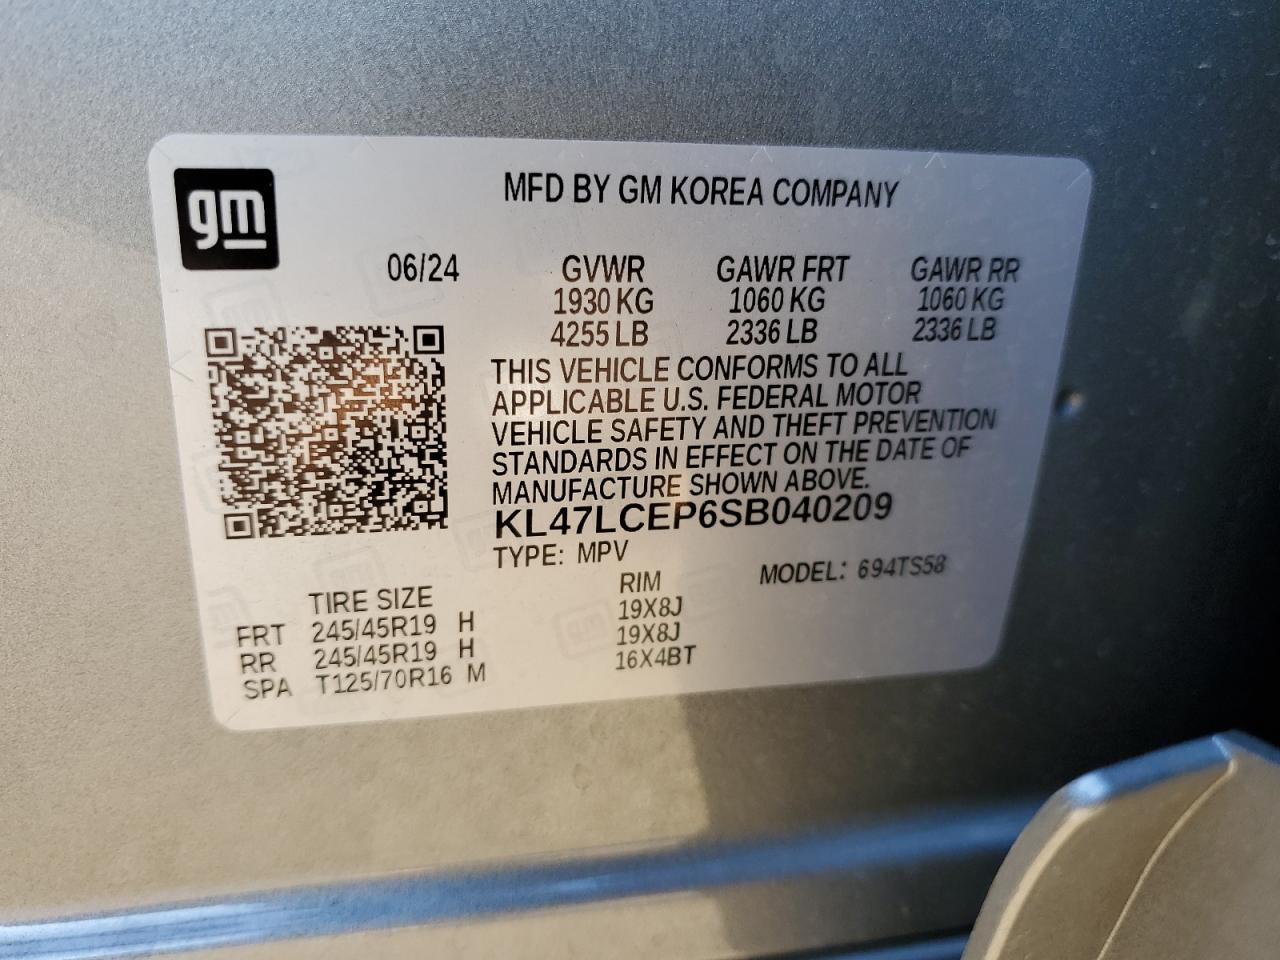 gm
MFD BY GM KOREA COMPANY
06/24 GVWR GAWR FRT GAWR RR
1930 KG 1060 KG 1060 KG
4255 LB 2336 LB 2336 LB
THIS VEHICLE CONFORMS TO ALL
APPLICABLE U.S. FEDERAL MOTOR
VEHICLE SAFETY AND THEFT PREVENTION
STANDARDS IN EFFECT ON THE DATE OF
MANUFACTURE SHOWN ABOVE.
KL47LCEP6SB040209
TYPE: MPV MODEL: 694TS58
TIRE SIZE RIM
FRT 245/45R19 H 19X8J
RR 245/45R19 H 19X8J
SPA T125/70R16 M 16X4BT